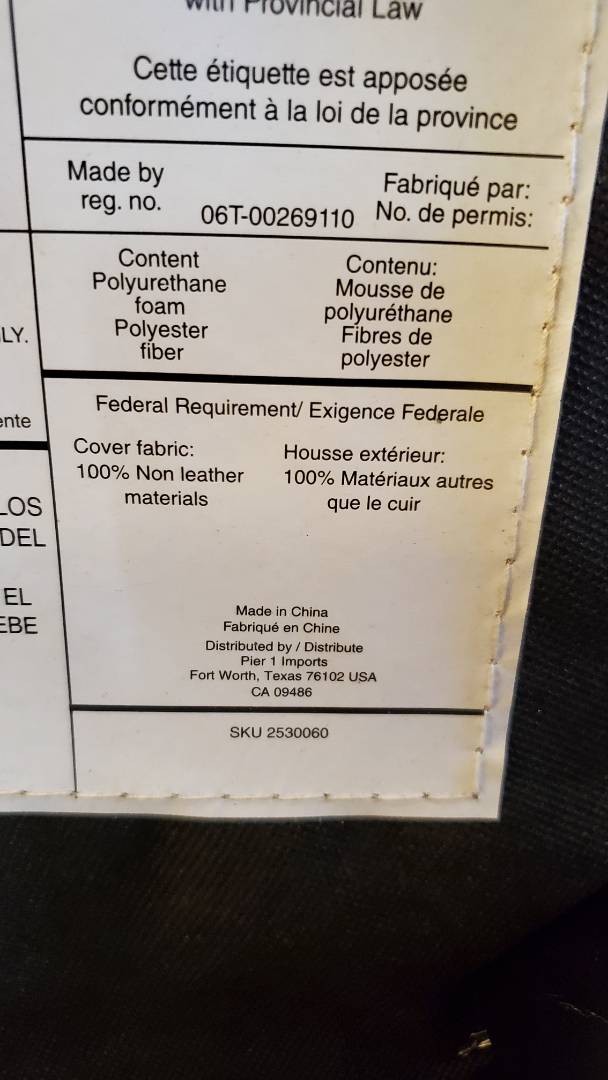 with Provincial Law
Cette étiquette est apposée
conformément à la loi de la province
Made by
reg. no.
06T-00269110
Fabriqué par:
No. de permis:
Content
Polyurethane
foam
Polyester
fiber
Contenu:
Mousse de
polyuréthane
Fibres de
polyester
Federal Requirement/ Exigence Federale
Cover fabric:
100% Non leather
materials
Housse extérieur:
100% Matériaux autres
que le cuir
Made in China
Fabriqué en Chine
Distributed by / Distribute
Pier 1 Imports
Fort Worth, Texas 76102 USA
CA 09486
SKU 2530060
LY.
ente
LOS
DEL
EL
EBE